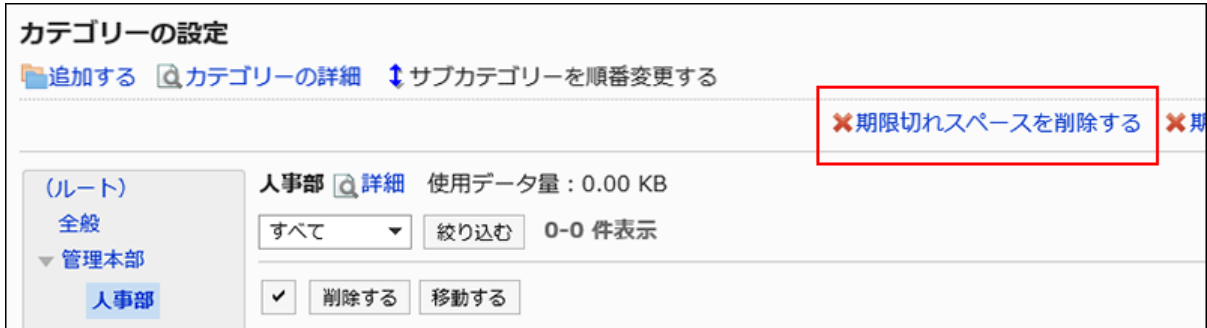 カテゴリーの設定
追加する カテゴリーの詳細 サブカテゴリーを順番変更する
期限切れスペースを削除する 期
(ルート)
全般
管理本部
人事部
人事部 詳細 使用データ量:0.00 KB
すべて 絞り込む 0-0 件表示
削除する 移動する